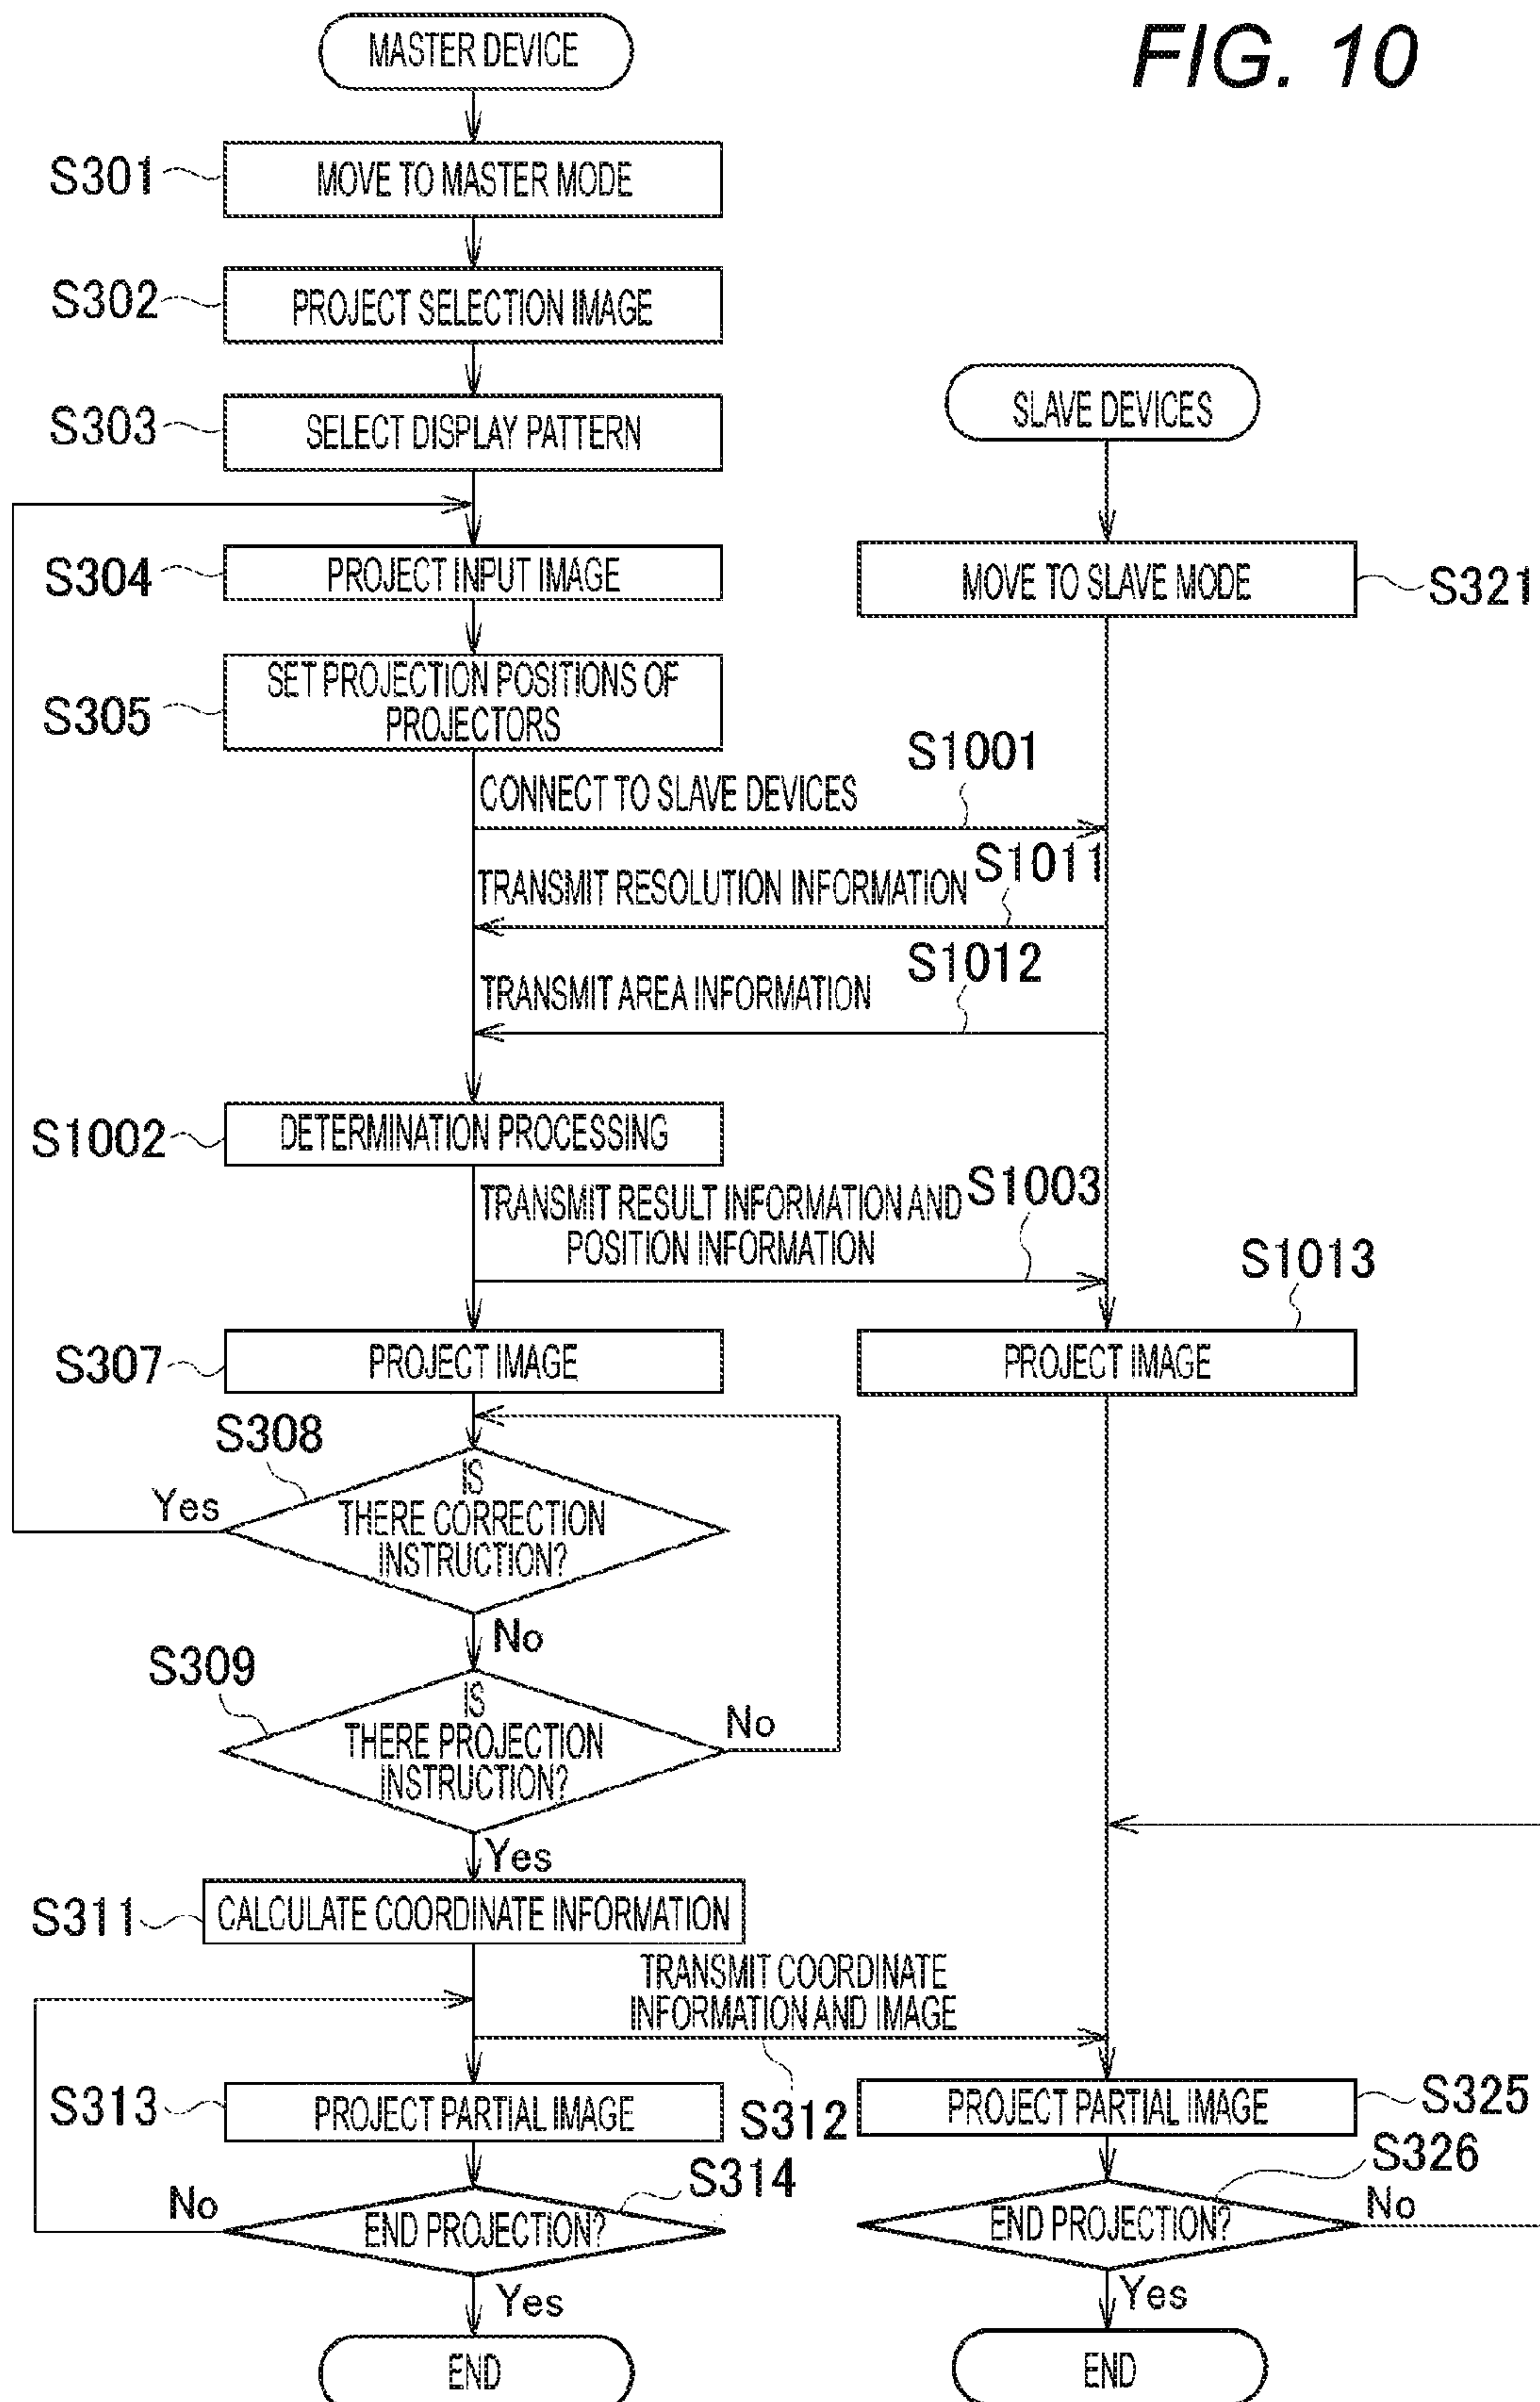 FIG. 10
MASTER DEVICE
S301
MOVE TO MASTER MODE
S302
PROJECT SELECTION IMAGE
S303
SELECT DISPLAY PATTERN
SLAVE DEVICES
S304
PROJECT INPUT IMAGE
MOVE TO SLAVE MODE
S321
S305
SET PROJECTION POSITIONS OF
PROJECTORS
S1001
CONNECT TO SLAVE DEVICES
S1011
TRANSMIT RESOLUTION INFORMATION
S1012
TRANSMIT AREA INFORMATION
S1002
DETERMINATION PROCESSING
S1003
TRANSMIT RESULT INFORMATION AND
POSITION INFORMATION
S1013
S307
PROJECT IMAGE
PROJECT IMAGE
S308
IS
THERE CORRECTION
INSTRUCTION?
Yes
No
S309
IS
THERE PROJECTION
INSTRUCTION?
No
Yes
S311
CALCULATE COORDINATE INFORMATION
TRANSMIT COORDINATE
INFORMATION AND IMAGE
S312
S313
PROJECT PARTIAL IMAGE
PROJECT PARTIAL IMAGE
S325
S314
END PROJECTION?
No
Yes
S326
END PROJECTION?
No
Yes
END
END